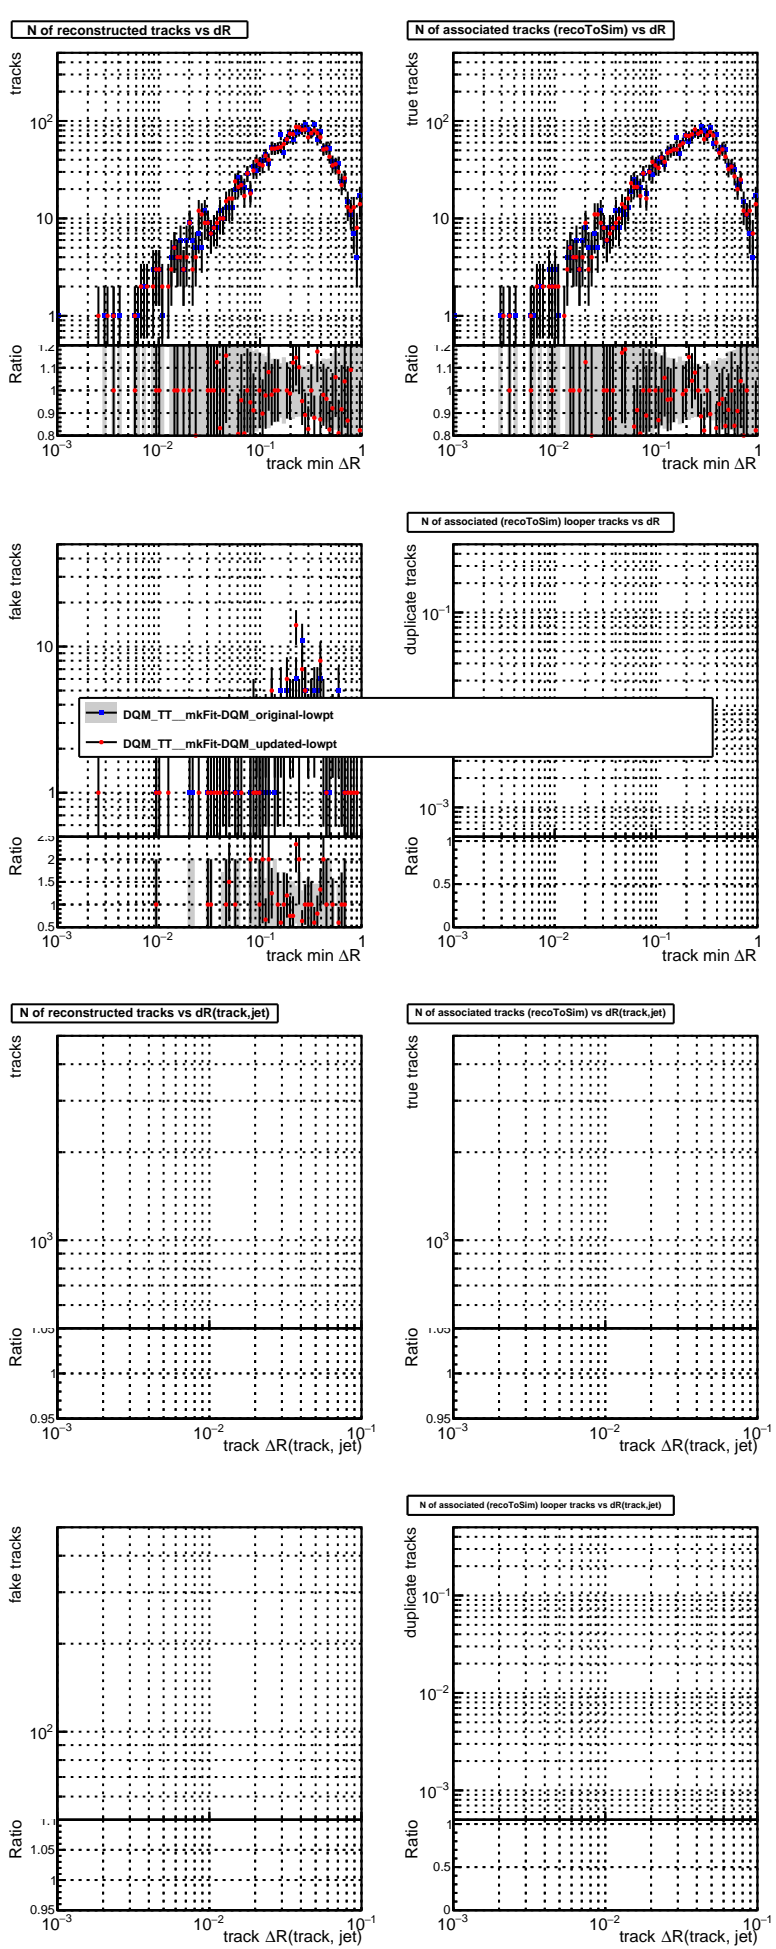 N of reconstructed tracks vs dR
N of associated tracks (recoToSim) vs dR
tracks
10²
10
1
Ratio
1.2
1.1
1
0.9
0.8
10⁻³
10⁻²
10⁻¹
1
track min ΔR
true tracks
10²
10
1
Ratio
1.2
1.1
1
0.9
0.8
10⁻³
10⁻²
10⁻¹
1
track min ΔR
N of associated (recoToSim) looper tracks vs dR
fake tracks
10
1
DQM_TT__mkFit-DQM_original-lowpt
DQM_TT__mkFit-DQM_updated-lowpt
Ratio
2.5
2
1.5
1
0.5
10⁻³
10⁻²
10⁻¹
1
track min ΔR
duplicate tracks
10⁻¹
10⁻³
Ratio
1
0.5
0
10⁻³
10⁻²
10⁻¹
1
track min ΔR
N of reconstructed tracks vs dR(track,jet)
N of associated tracks (recoToSim) vs dR(track,jet)
tracks
10³
Ratio
1.05
1
0.95
10⁻³
10⁻²
10⁻¹
track ΔR(track, jet)
true tracks
10³
Ratio
1.05
1
0.95
10⁻³
10⁻²
10⁻¹
track ΔR(track, jet)
N of associated (recoToSim) looper tracks vs dR(track,jet)
fake tracks
10²
Ratio
1.1
1.05
1
0.95
10⁻³
10⁻²
10⁻¹
track ΔR(track, jet)
duplicate tracks
10⁻¹
10⁻²
10⁻³
Ratio
1
0.5
0
10⁻³
10⁻²
10⁻¹
track ΔR(track, jet)